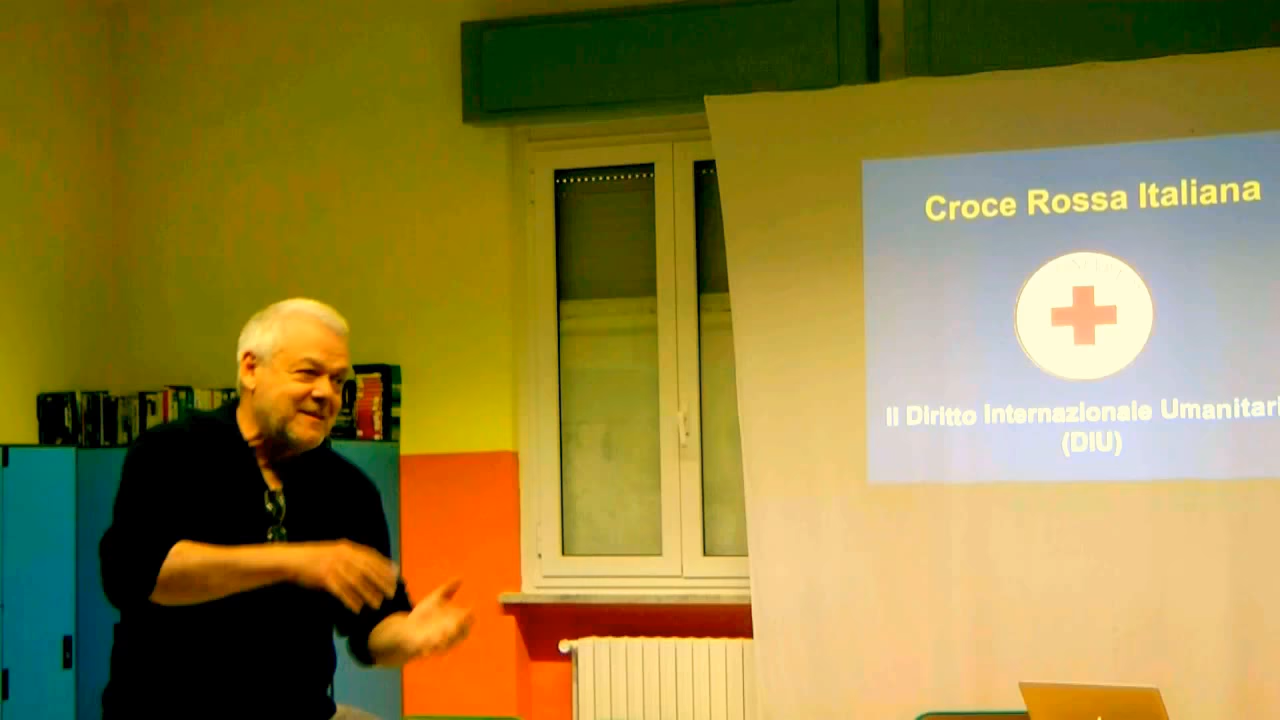 Croce Rossa Italiana
Il Diritto Internazionale Umanitari
(DIU)